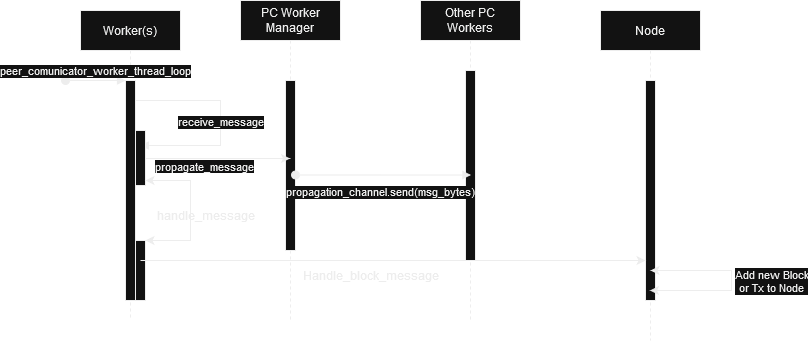 Worker(s)
PC Worker
Manager
Other PC
Workers
Node
peer_comunicator_worker_thread_loop
receive_message
propagate_message
propagation_channel.send(msg_bytes)
handle_message
Handle_block_message
Add new Block
or Tx to Node